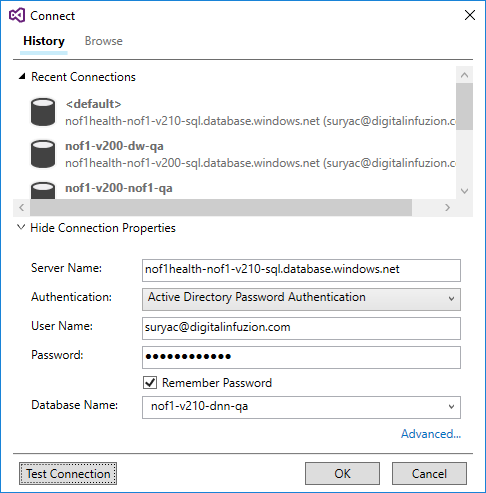 Connect
History
Browse
Recent Connections
<default>
nof1health-nof1-v210-sql.database.windows.net (suryac@digitalinfuzion.c
nof1-v200-dw-qa
nof1health-nof1-v200-sql.database.windows.net (suryac@digitalinfuzion.c
nof1-v200-nof1-qa
Hide Connection Properties
Server Name:
nof1health-nof1-v210-sql.database.windows.net
Authentication:
Active Directory Password Authentication
User Name:
suryac@digitalinfuzion.com
Password:
●●●●●●●●●●●●
Remember Password
Database Name:
nof1-v210-dnn-qa
Advanced...
Test Connection
OK
Cancel